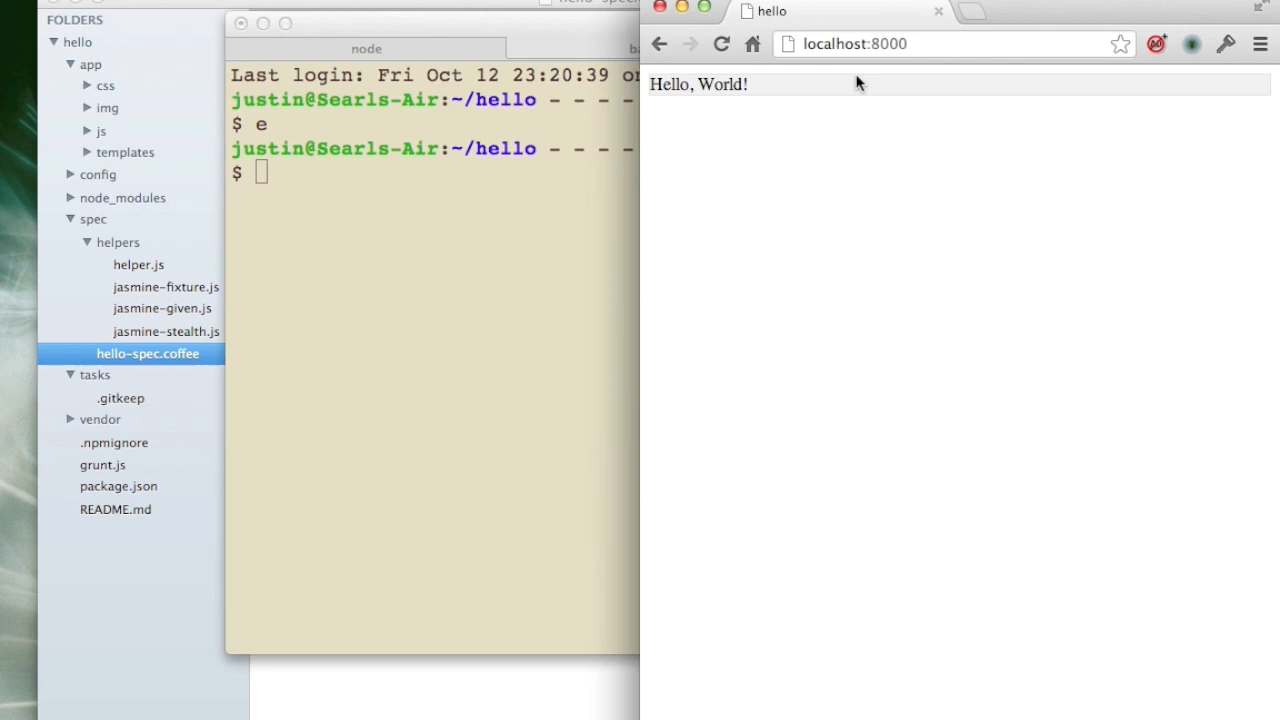 FOLDERS
hello
app
css
img
js
templates
config
node_modules
spec
helpers
helper.js
jasmine-fixture.js
jasmine-given.js
jasmine-stealth.js
hello-spec.coffee
tasks
.gitkeep
vendor
.npmignore
grunt.js
package.json
README.md
node
Last login: Fri Oct 12 23:20:39 on
justin@Searls-Air:~/hello - - - -
$ e
justin@Searls-Air:~/hello - - - -
$
hello
localhost:8000
Hello, World!